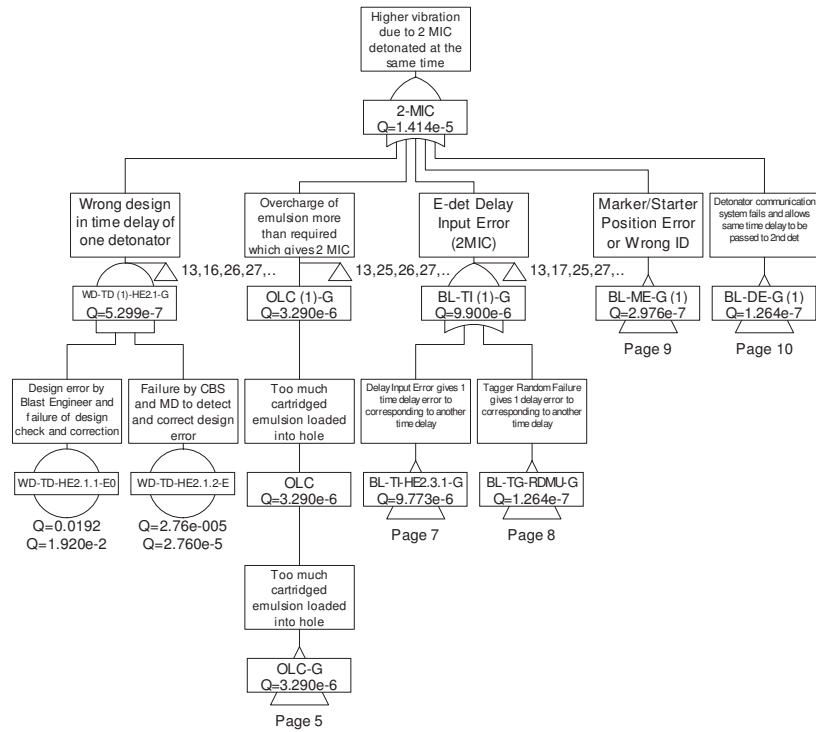 Higher vibration
due to 2 MIC
detonated at the
same time
2-MIC
Q=1.414e-5
Wrong design
in time delay of
one detonator
Overcharge of
emulsion more
than required
which gives 2 MIC
E-det Delay
Input Error
(2MIC)
Marker/Starter
Position Error
or Wrong ID
Detonator communication
system fails and allows
same time delay to be
passed to 2nd det
13,16,26,27,..
13,25,26,27,..
13,17,25,27,..
WD-TD (1)-HE2.1-G
Q=5.299e-7
OLC (1)-G
Q=3.290e-6
BL-TI (1)-G
Q=9.900e-6
BL-ME-G (1)
Q=2.976e-7
Page 9
BL-DE-G (1)
Q=1.264e-7
Page 10
Design error by
Blast Engineer and
failure of design
check and correction
Failure by CBS
and MD to detect
and correct design
error
Too much
cartridged
emulsion loaded
into hole
Delay Input Error gives 1
time delay error to
corresponding to another
time delay
Tagger Random Failure
gives 1 delay error to
corresponding to another
time delay
WD-TD-HE2.1.1-E0
Q=0.0192
Q=1.920e-2
WD-TD-HE2.1.2-E
Q=2.76e-005
Q=2.760e-5
OLC
Q=3.290e-6
BL-TI-HE2.3.1-G
Q=9.773e-6
Page 7
BL-TG-RDMU-G
Q=1.264e-7
Page 8
Too much
cartridged
emulsion loaded
into hole
OLC-G
Q=3.290e-6
Page 5